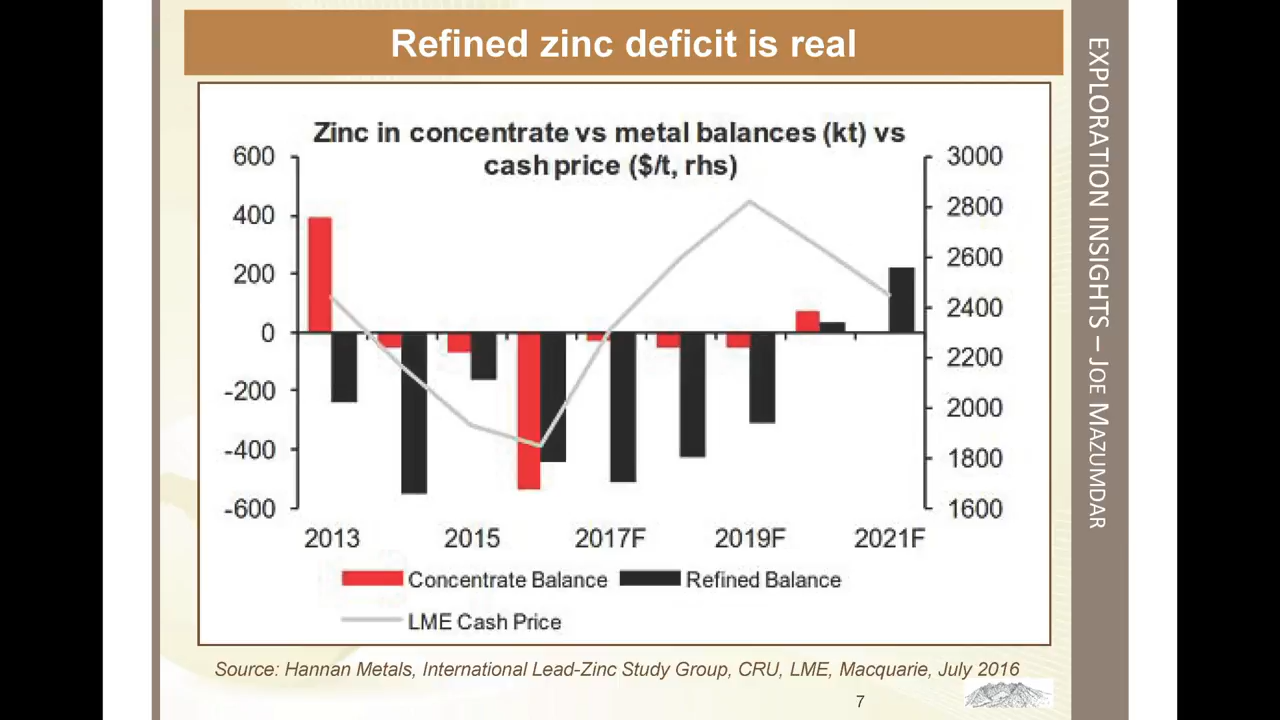 Refined zinc deficit is real
Zinc in concentrate vs metal balances (kt) vs
cash price ($/t, rhs)
600
400
200
0
-200
-400
-600
3000
2800
2600
2400
2200
2000
1800
1600
2013
2015
2017F
2019F
2021F
Concentrate Balance
Refined Balance
LME Cash Price
Source: Hannan Metals, International Lead-Zinc Study Group, CRU, LME, Macquarie, July 2016
7
EXPLORATION INSIGHTS – JOE MAZUMDAR